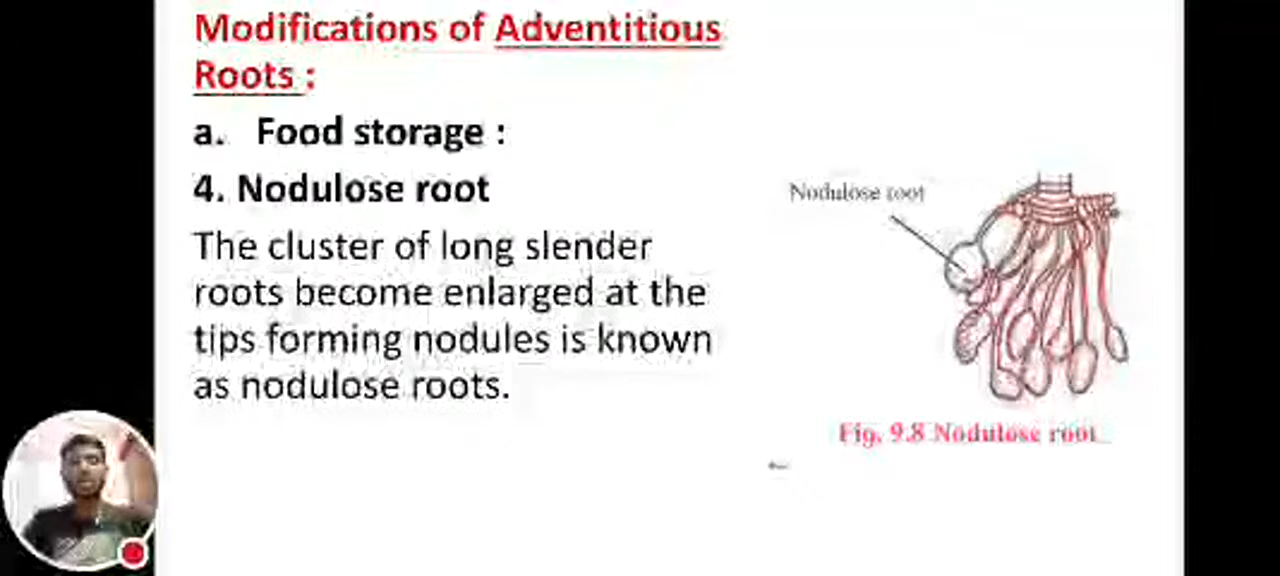 Modifications of Adventitious
Roots :
a. Food storage :
4. Nodulose root
The cluster of long slender
roots become enlarged at the
tips forming nodules is known
as nodulose roots.
Nodulose root
Fig. 9.8 Nodulose root